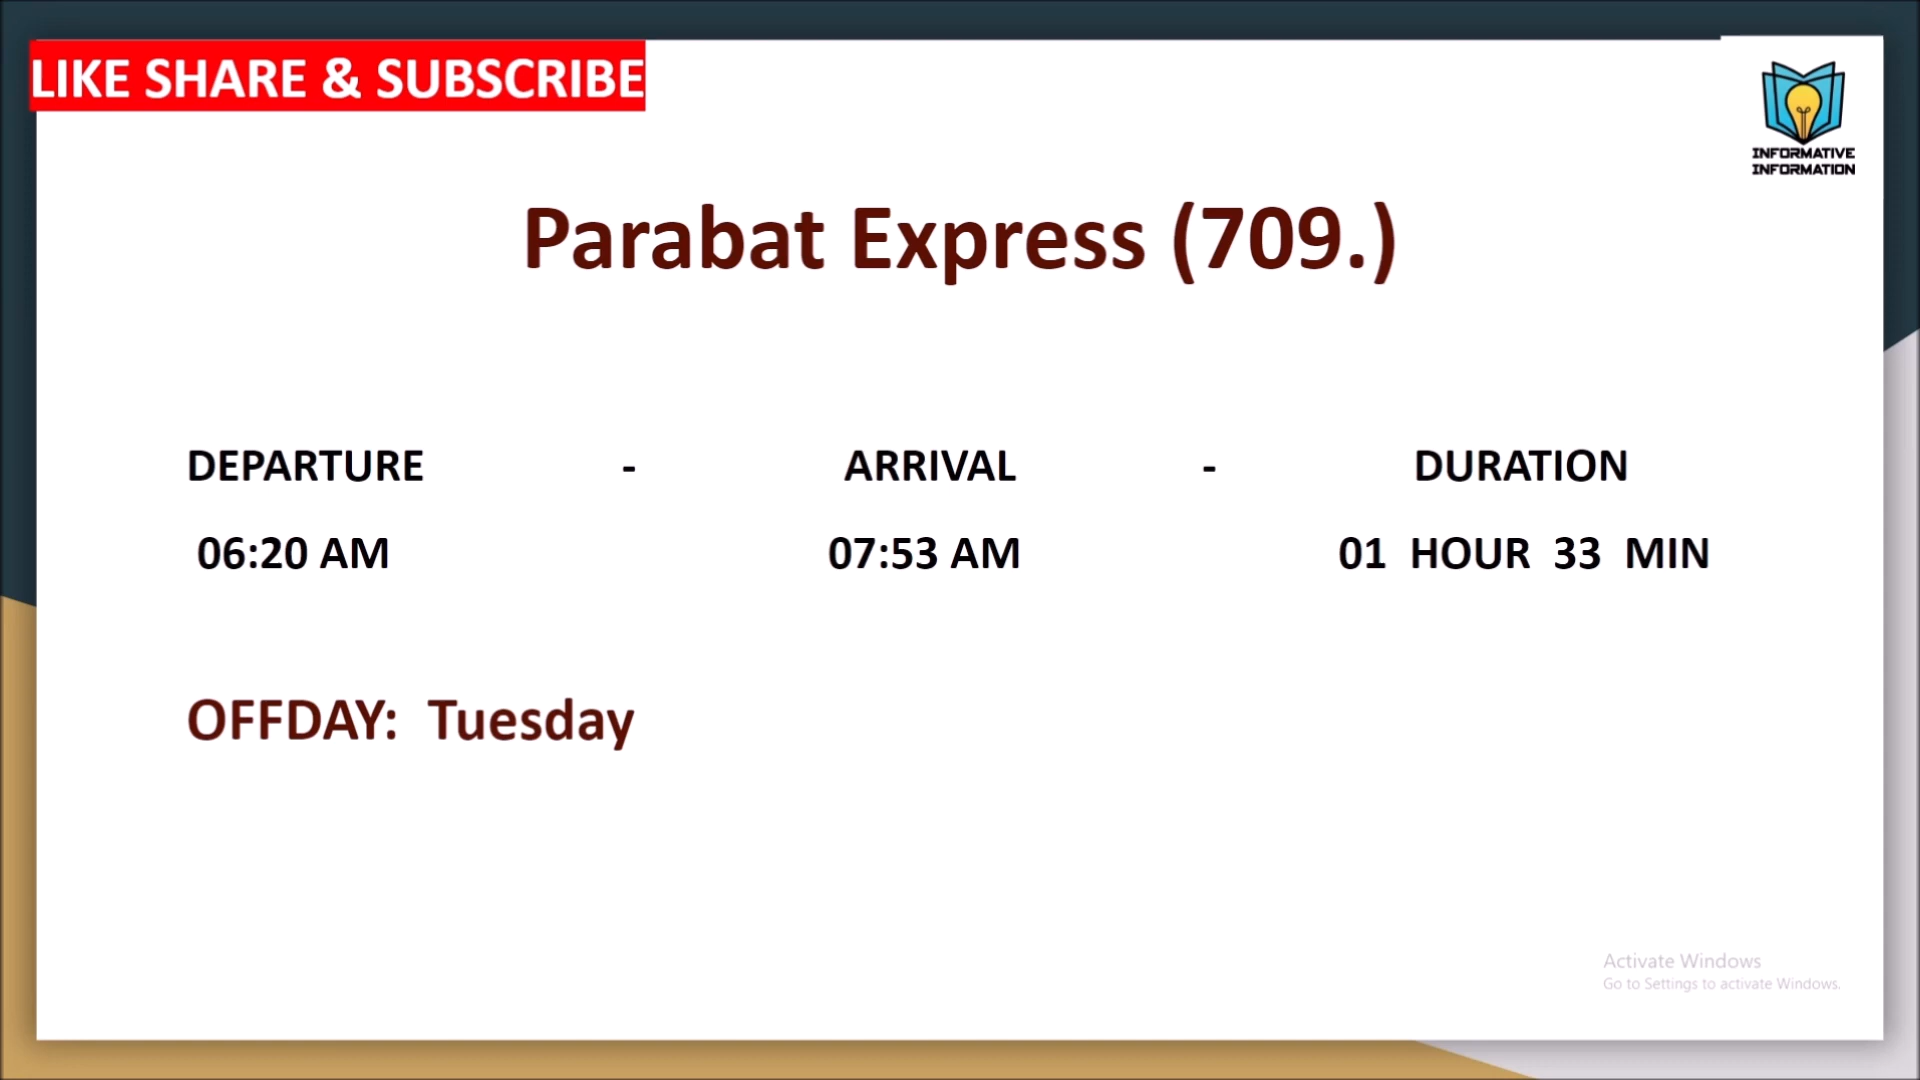 LIKE SHARE & SUBSCRIBE
INFORMATIVE
INFORMATION
Parabat Express (709.)
DEPARTURE - ARRIVAL - DURATION
06:20 AM 07:53 AM 01 HOUR 33 MIN
OFFDAY: Tuesday
Activate Windows
Go to Settings to activate Windows.